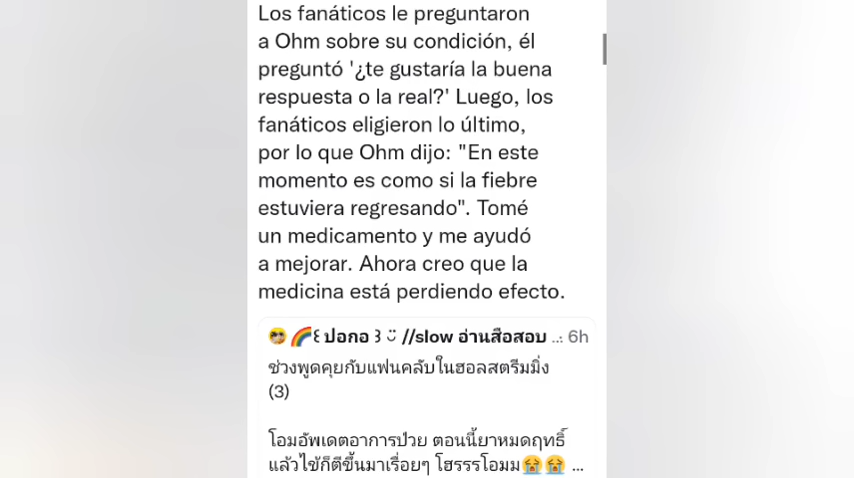 Los fanáticos le preguntaron
a Ohm sobre su condición, él
preguntó '¿te gustaría la buena
respuesta o la real?' Luego, los
fanáticos eligieron lo último,
por lo que Ohm dijo: "En este
momento es como si la fiebre
estuviera regresando". Tomé
un medicamento y me ayudó
a mejorar. Ahora creo que la
medicina está perdiendo efecto.
😎🌈꒰ ปอกอ ꒱ ᵕ̈ //slow อ่านสือสอบ ... 6h
ช่วงพูดคุยกับแฟนคลับในฮอลสตรีมมิ่ง
(3)
โอมอัพเดตอาการป่วย ตอนนี้ยาหมดฤทธิ์
แล้วไข้ก็ตีขึ้นมาเรื่อยๆ โฮรรรโอมม😭😭 ...